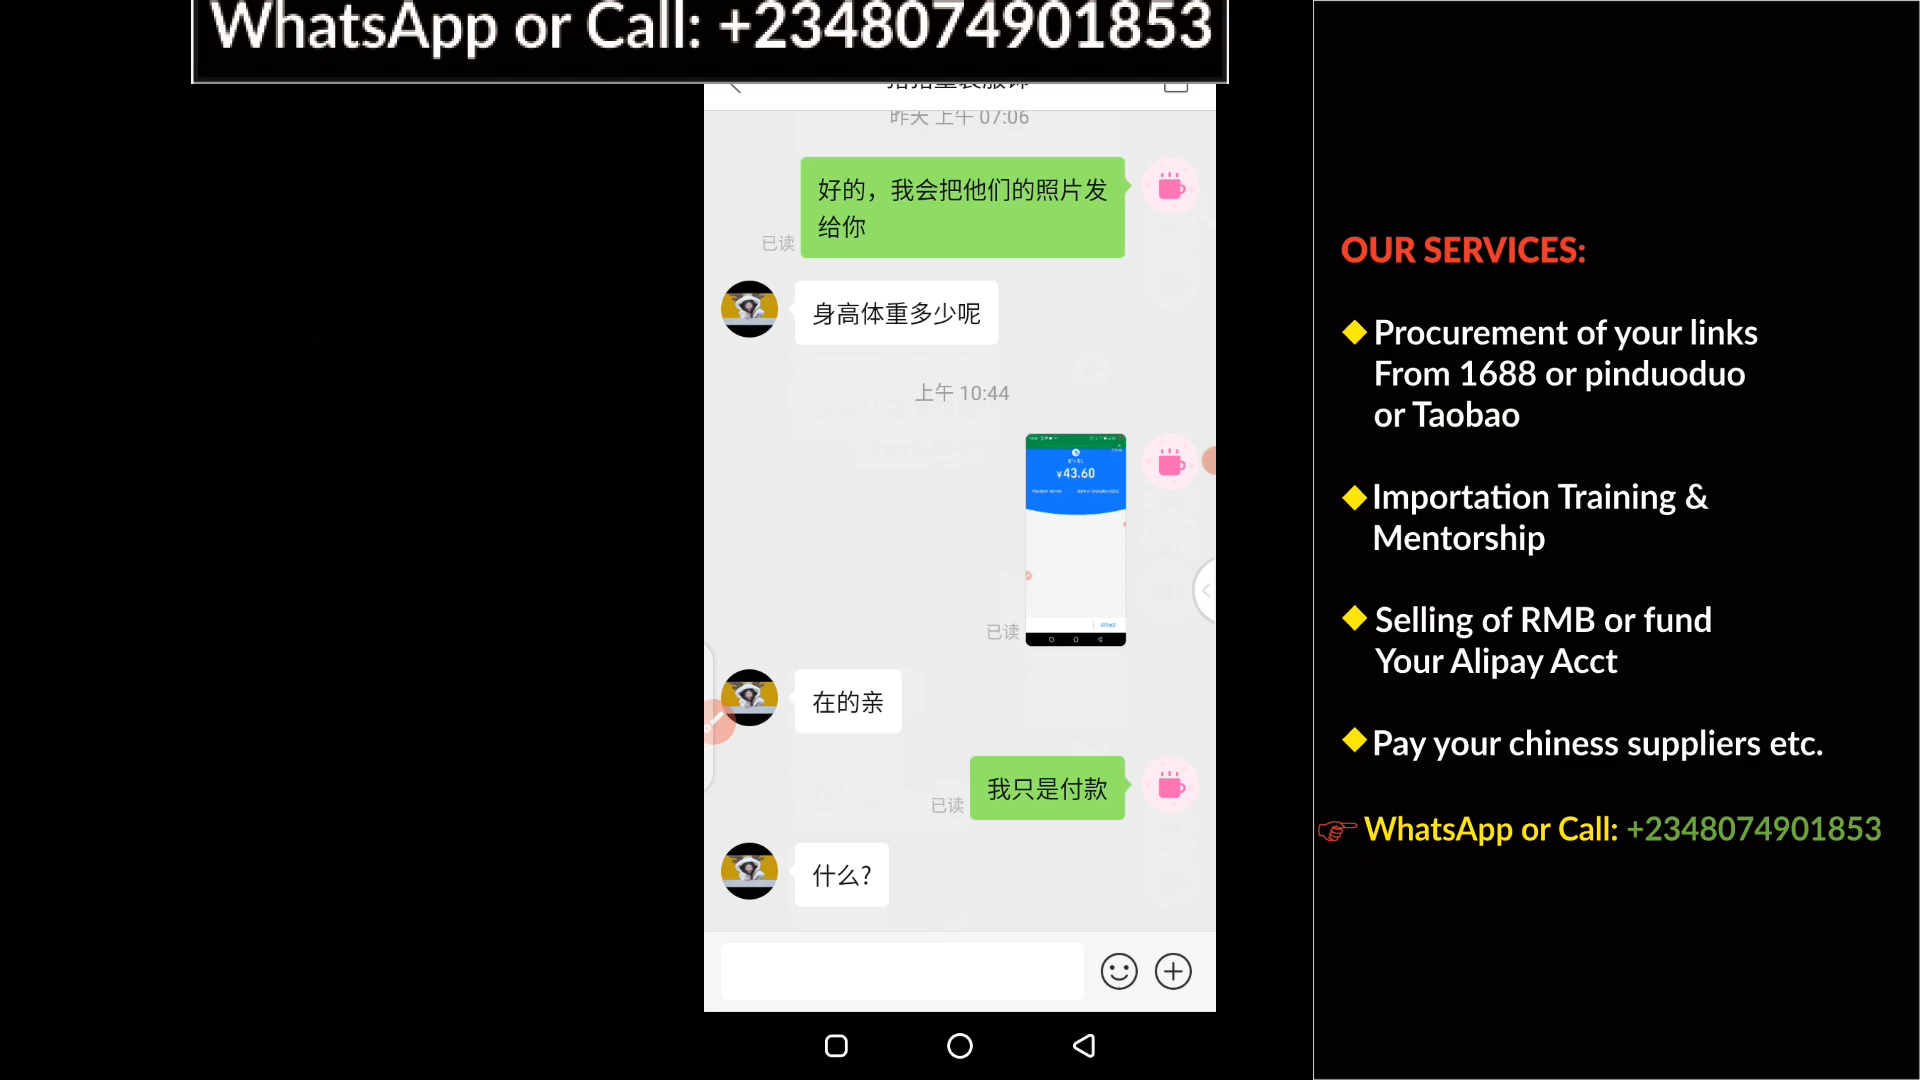 WhatsApp or Call: +2348074901853
昨天 上午 07:06
好的，我会把他们的照片发
给你
已读
身高体重多少呢
上午 10:44
¥43.60
已读
在的亲
我只是付款
已读
什么?
OUR SERVICES:
Procurement of your links
From 1688 or pinduoduo
or Taobao
Importation Training &
Mentorship
Selling of RMB or fund
Your Alipay Acct
Pay your chiness suppliers etc.
WhatsApp or Call: +2348074901853